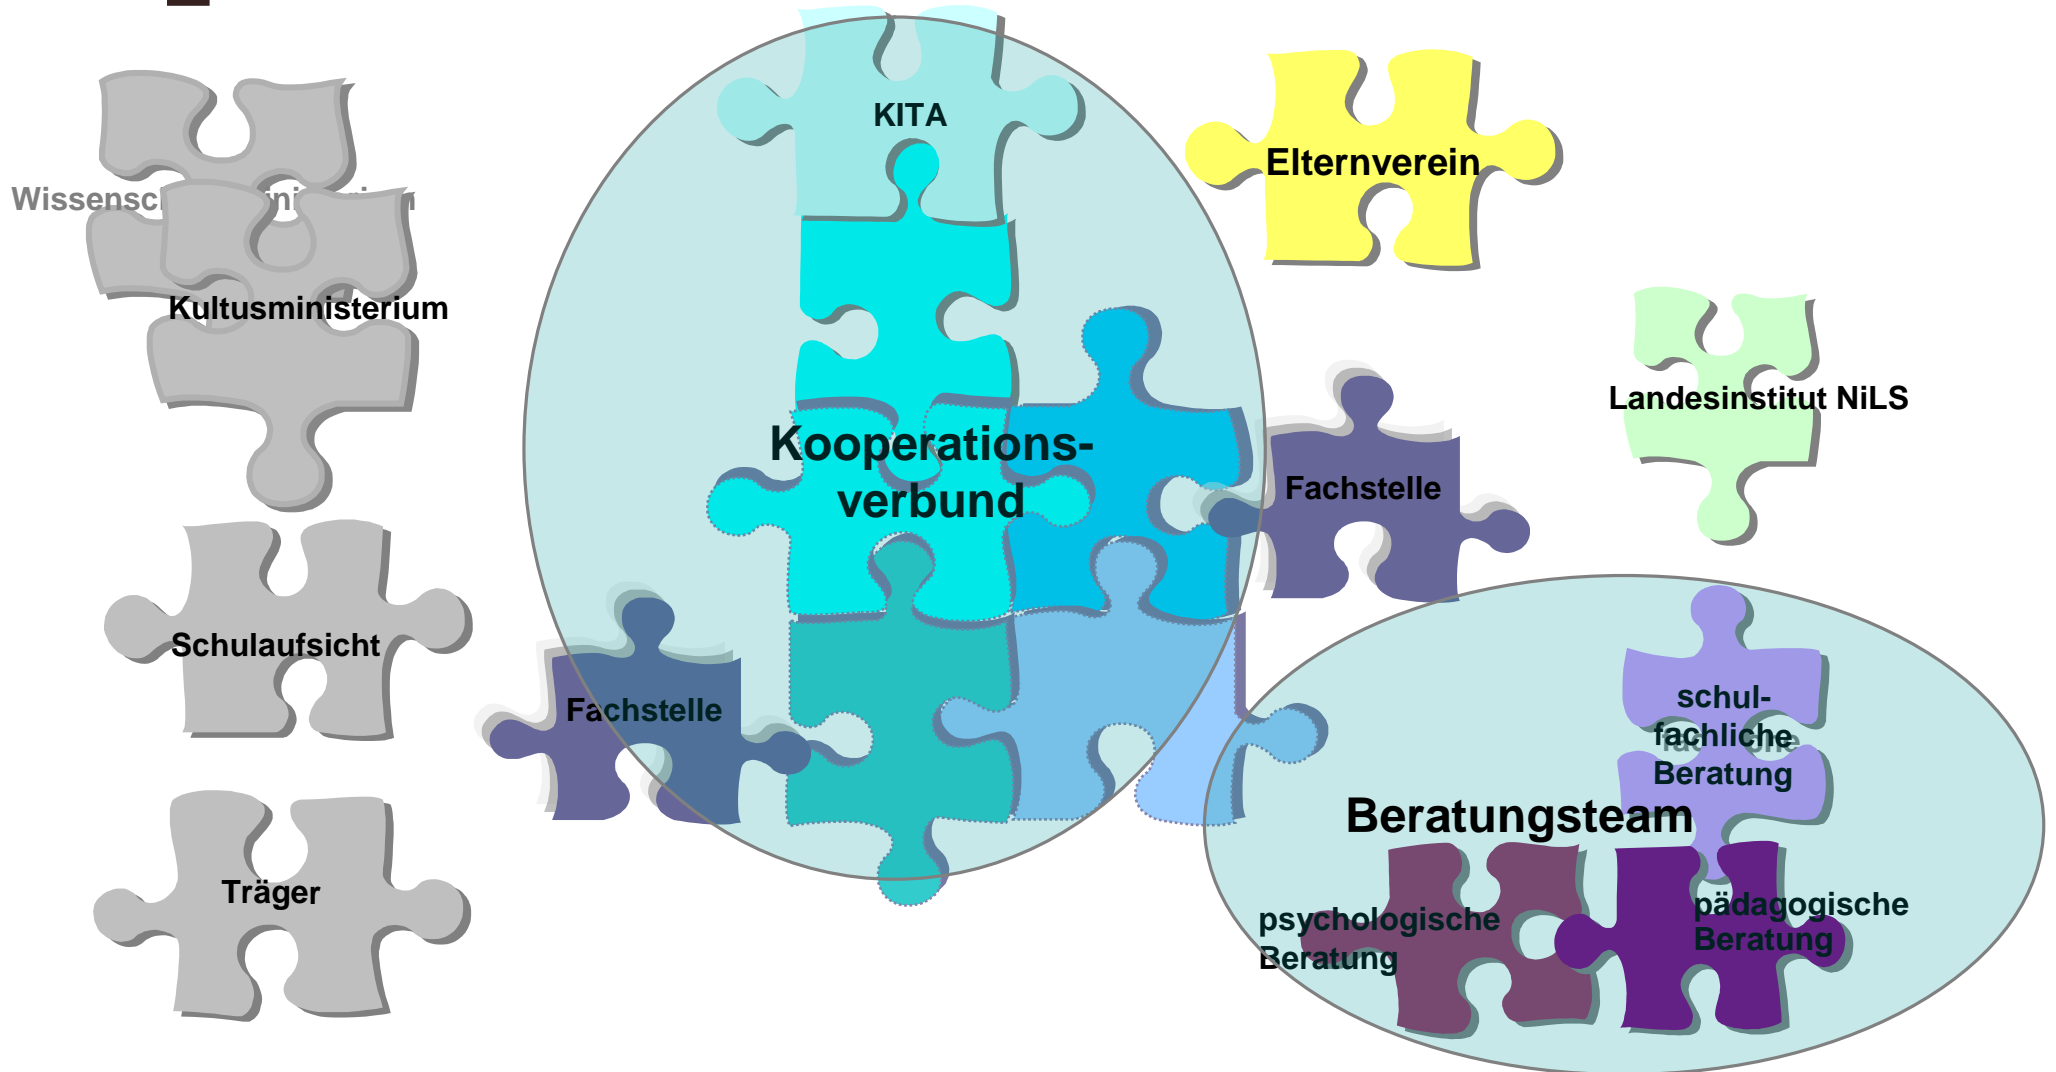 KITA
Elternverein
Kultusministerium
Landesinstitut NiLS
Kooperations-
verbund
Fachstelle
Schulaufsicht
Fachstelle
schul-
fachliche
Beratung
Beratungsteam
Träger
psychologische
Beratung
pädagogische
Beratung